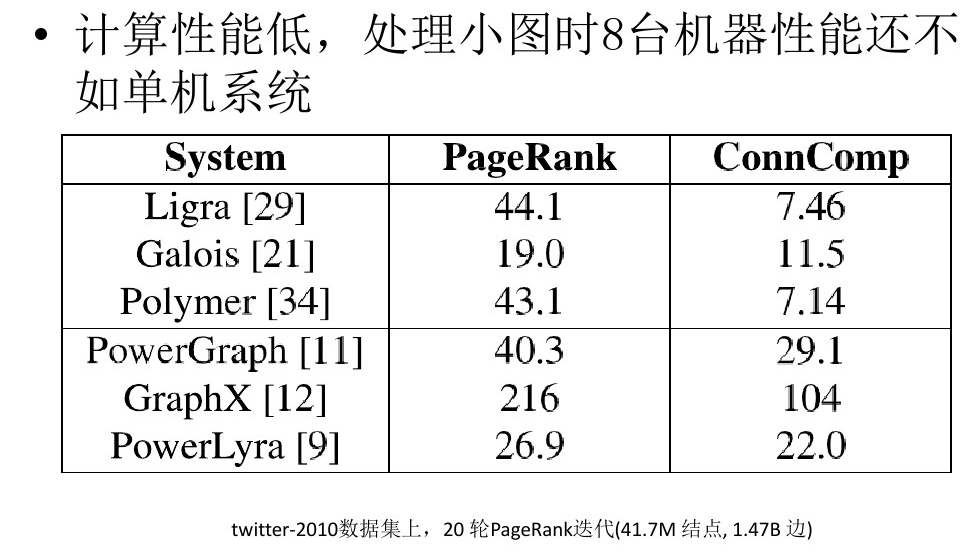 • 计算性能低，处理小图时8台机器性能还不
如单机系统
System PageRank ConnComp
Ligra [29] 44.1 7.46
Galois [21] 19.0 11.5
Polymer [34] 43.1 7.14
PowerGraph [11] 40.3 29.1
GraphX [12] 216 104
PowerLyra [9] 26.9 22.0
twitter-2010数据集上，20 轮PageRank迭代(41.7M 结点, 1.47B 边)